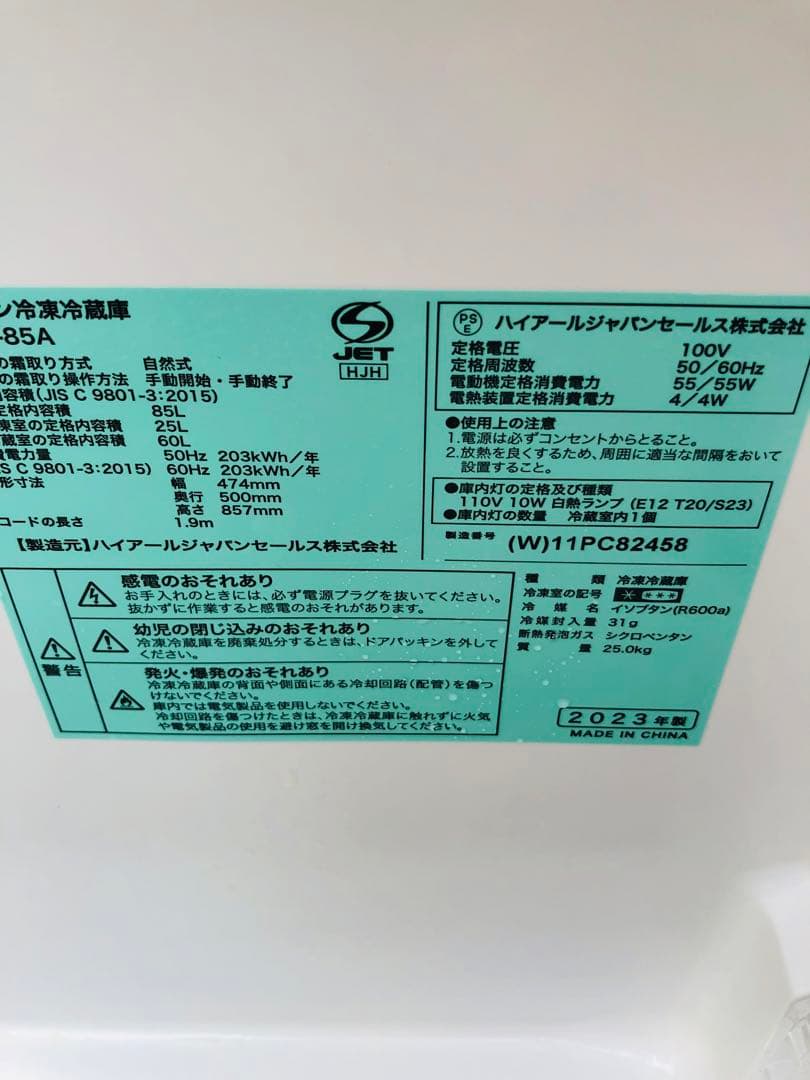 ン冷凍冷蔵庫
-85A
の霜取り方式 自然式
の霜取り操作方法 手動開始・手動終了
内容積(JIS C 9801-3:2015)
定格内容積 85L
凍室の定格内容積 25L
蔵室の定格内容積 60L
費電力量 50Hz 203kWh/年
S C 9801-3:2015) 60Hz 203kWh/年
形寸法 幅 474mm
奥行 500mm
高さ 857mm
コードの長さ 1.9m
【製造元】ハイアールジャパンセールス株式会社
JET
HJH
PS
E
ハイアールジャパンセールス株式会社
定格電圧 100V
定格周波数 50/60Hz
電動機定格消費電力 55/55W
電熱装置定格消費電力 4/4W
●使用上の注意
1.電源は必ずコンセントからとること。
2.放熱を良くするため、周囲に適当な間隔をおいて
設置すること。
●庫内灯の定格及び種類
110V 10W 白熱ランプ (E12 T20/S23)
●庫内灯の数量 冷蔵室内1個
製造番号 (W)11PC82458
警告
感電のおそれあり
お手入れのときには、必ず電源プラグを抜いてください。
抜かずに作業すると感電のおそれがあります。
幼児の閉じ込めのおそれあり
冷凍冷蔵庫を廃棄処分するときは、ドアパッキンを外して
ください。
発火・爆発のおそれあり
冷凍冷蔵庫の背面や側面にある冷却回路(配管)を傷つ
けないでください。
庫内では電気製品を使用しないでください。
冷却回路を傷つけたときは、冷凍冷蔵庫に触れずに火気
や電気製品の使用を避け窓を開け換気してください。
種類 冷凍冷蔵庫
冷凍室の記号 * ***
冷媒名 イソブタン(R600a)
冷媒封入量 31g
断熱発泡ガス シクロペンタン
質量 25.0kg
2023年製
MADE IN CHINA